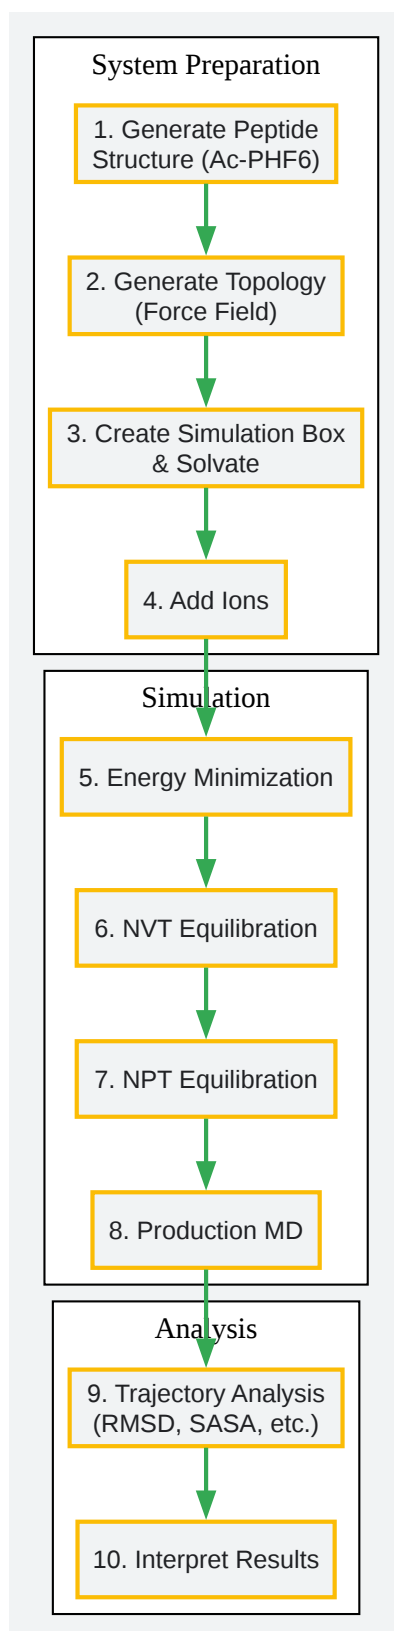 System Preparation
1. Generate Peptide
Structure (Ac-PHF6)
2. Generate Topology
(Force Field)
3. Create Simulation Box
& Solvate
4. Add Ions
Simulation
5. Energy Minimization
6. NVT Equilibration
7. NPT Equilibration
8. Production MD
Analysis
9. Trajectory Analysis
(RMSD, SASA, etc.)
10. Interpret Results